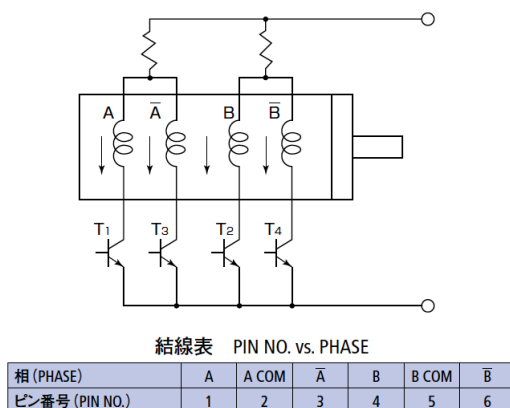 A A̅ B B̅
T1 T3 T2 T4
結線表 PIN NO. vs. PHASE
相 (PHASE) A A COM A̅ B B COM B̅
ピン番号 (PIN NO.) 1 2 3 4 5 6